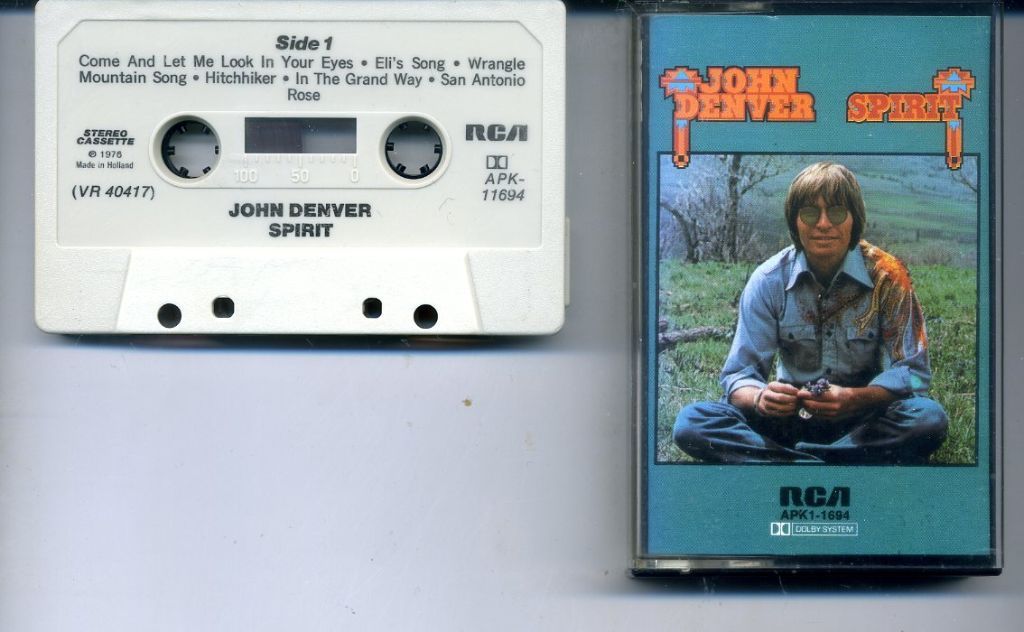 Side 1
Come And Let Me Look In Your Eyes • Eli's Song • Wrangle
Mountain Song • Hitchhiker • In The Grand Way • San Antonio
Rose
STEREO
CASSETTE
℗ 1976
Made in Holland
(VR 40417)
100 50 0
RCA
APK-
11694
JOHN DENVER
SPIRIT
JOHN
DENVER
SPIRIT
RCA
APK1-1694
DOLBY SYSTEM